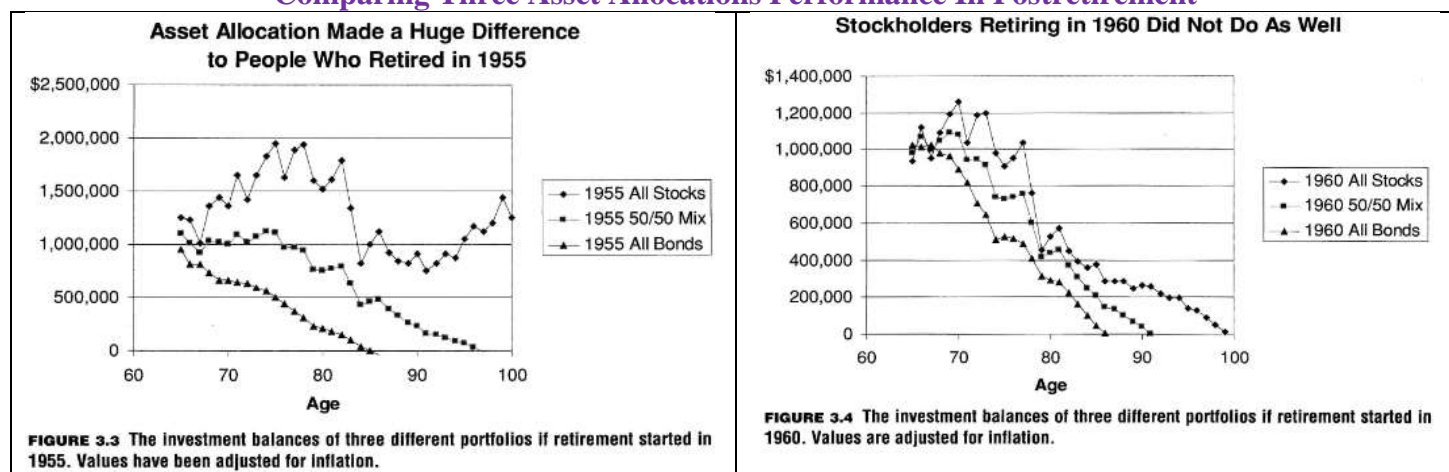 Comparing Three Asset Allocations Performance In Postretirement
Asset Allocation Made a Huge Difference
to People Who Retired in 1955
$2,500,000
2,000,000
1,500,000
1,000,000
500,000
0
60
70
80
90
100
Age
1955 All Stocks
1955 50/50 Mix
1955 All Bonds
FIGURE 3.3 The investment balances of three different portfolios if retirement started in
1955. Values have been adjusted for inflation.
Stockholders Retiring in 1960 Did Not Do As Well
$1,400,000
1,200,000
1,000,000
800,000
600,000
400,000
200,000
0
60
70
80
90
100
Age
1960 All Stocks
1960 50/50 Mix
1960 All Bonds
FIGURE 3.4 The investment balances of three different portfolios if retirement started in
1960. Values are adjusted for inflation.